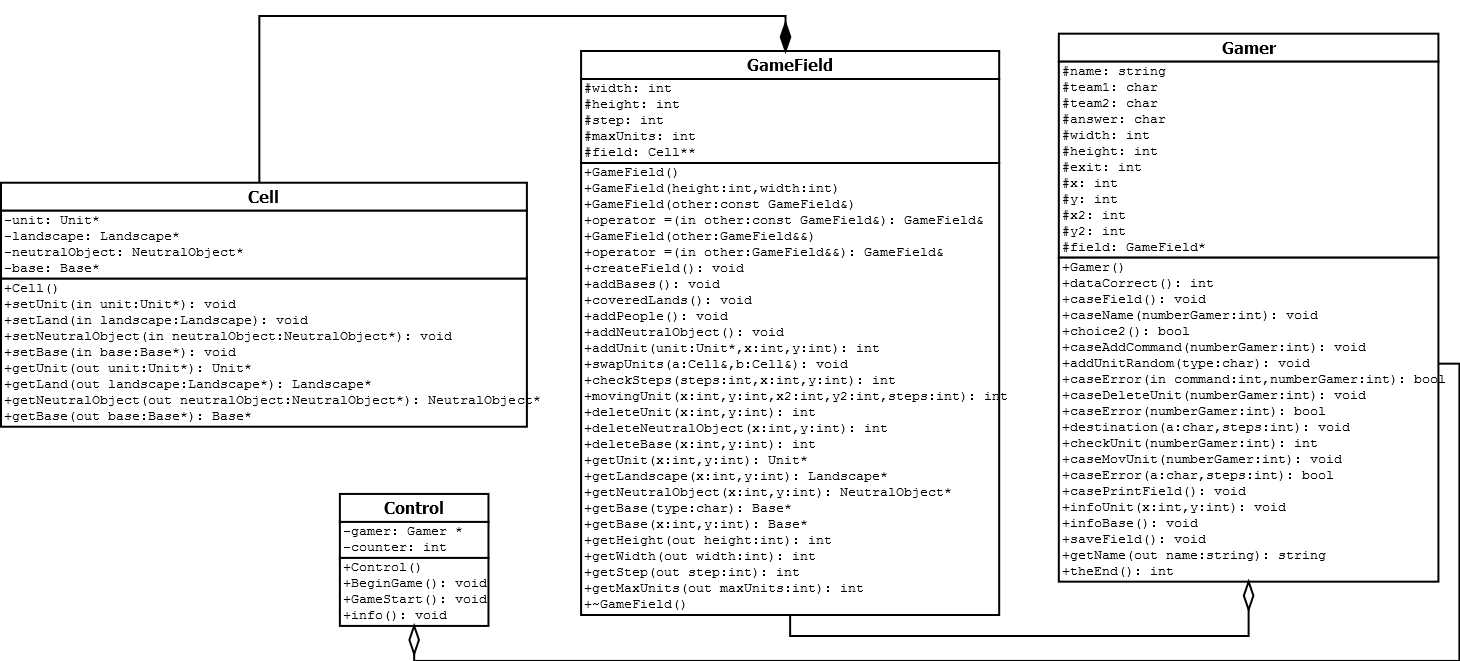 Cell
-unit: Unit*
-landscape: Landscape*
-neutralObject: NeutralObject*
-base: Base*
+Cell()
+setUnit(in unit:Unit*): void
+setLand(in landscape:Landscape): void
+setNeutralObject(in neutralObject:NeutralObject*): void
+setBase(in base:Base*): void
+getUnit(out unit:Unit*): Unit*
+getLand(out landscape:Landscape*): Landscape*
+getNeutralObject(out neutralObject:NeutralObject*): NeutralObject*
+getBase(out base:Base*): Base*
Control
-gamer: Gamer *
-counter: int
+Control()
+BeginGame(): void
+GameStart(): void
+info(): void
GameField
#width: int
#height: int
#step: int
#maxUnits: int
#field: Cell**
+GameField()
+GameField(height:int,width:int)
+GameField(other:const GameField&)
+operator =(in other:const GameField&): GameField&
+GameField(other:GameField&&)
+operator =(in other:GameField&&): GameField&
+createField(): void
+addBases(): void
+coveredLands(): void
+addPeople(): void
+addNeutralObject(): void
+addUnit(unit:Unit*,x:int,y:int): int
+swapUnits(a:Cell&,b:Cell&): void
+checkSteps(steps:int,x:int,y:int): int
+movingUnit(x:int,y:int,x2:int,y2:int,steps:int): int
+deleteUnit(x:int,y:int): int
+deleteNeutralObject(x:int,y:int): int
+deleteBase(x:int,y:int): int
+getUnit(x:int,y:int): Unit*
+getLandscape(x:int,y:int): Landscape*
+getNeutralObject(x:int,y:int): NeutralObject*
+getBase(type:char): Base*
+getBase(x:int,y:int): Base*
+getHeight(out height:int): int
+getWidth(out width:int): int
+getStep(out step:int): int
+getMaxUnits(out maxUnits:int): int
+~GameField()
Gamer
#name: string
#team1: char
#team2: char
#answer: char
#width: int
#height: int
#exit: int
#x: int
#y: int
#x2: int
#y2: int
#field: GameField*
+Gamer()
+dataCorrect(): int
+caseField(): void
+caseName(numberGamer:int): void
+choice2(): bool
+caseAddCommand(numberGamer:int): void
+addUnitRandom(type:char): void
+caseError(in command:int,numberGamer:int): bool
+caseDeleteUnit(numberGamer:int): void
+caseError(numberGamer:int): bool
+destination(a:char,steps:int): void
+checkUnit(numberGamer:int): int
+caseMovUnit(numberGamer:int): void
+caseError(a:char,steps:int): bool
+casePrintField(): void
+infoUnit(x:int,y:int): void
+infoBase(): void
+saveField(): void
+getName(out name:string): string
+theEnd(): int